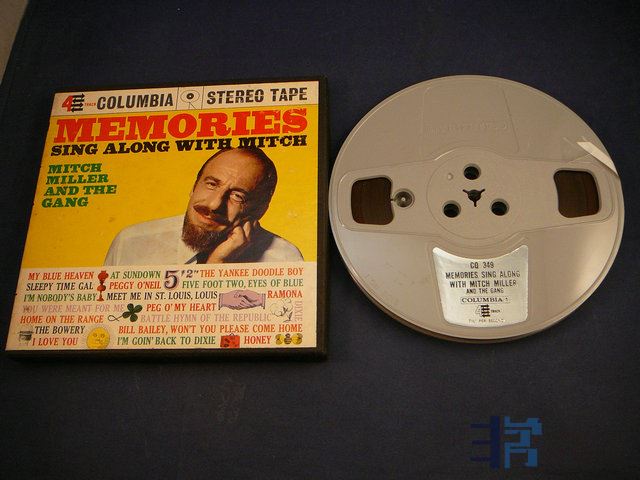 4 TRACK COLUMBIA STEREO TAPE
MEMORIES
SING ALONG WITH MITCH
MITCH
MILLER
AND THE
GANG
MY BLUE HEAVEN AT SUNDOWN 5'2" THE YANKEE DOODLE BOY
SLEEPY TIME GAL PEGGY O'NEIL FIVE FOOT TWO, EYES OF BLUE
I'M NOBODY'S BABY MEET ME IN ST. LOUIS, LOUIS RAMONA
YOU WERE MEANT FOR ME PEG O' MY HEART DIXIE
HOME ON THE RANGE BATTLE HYMN OF THE REPUBLIC
THE BOWERY BILL BAILEY, WON'T YOU PLEASE COME HOME
I LOVE YOU I'M GOIN' BACK TO DIXIE HONEY
CQ 349
MEMORIES SING ALONG
WITH MITCH MILLER
AND THE GANG
COLUMBIA
4 TRACK